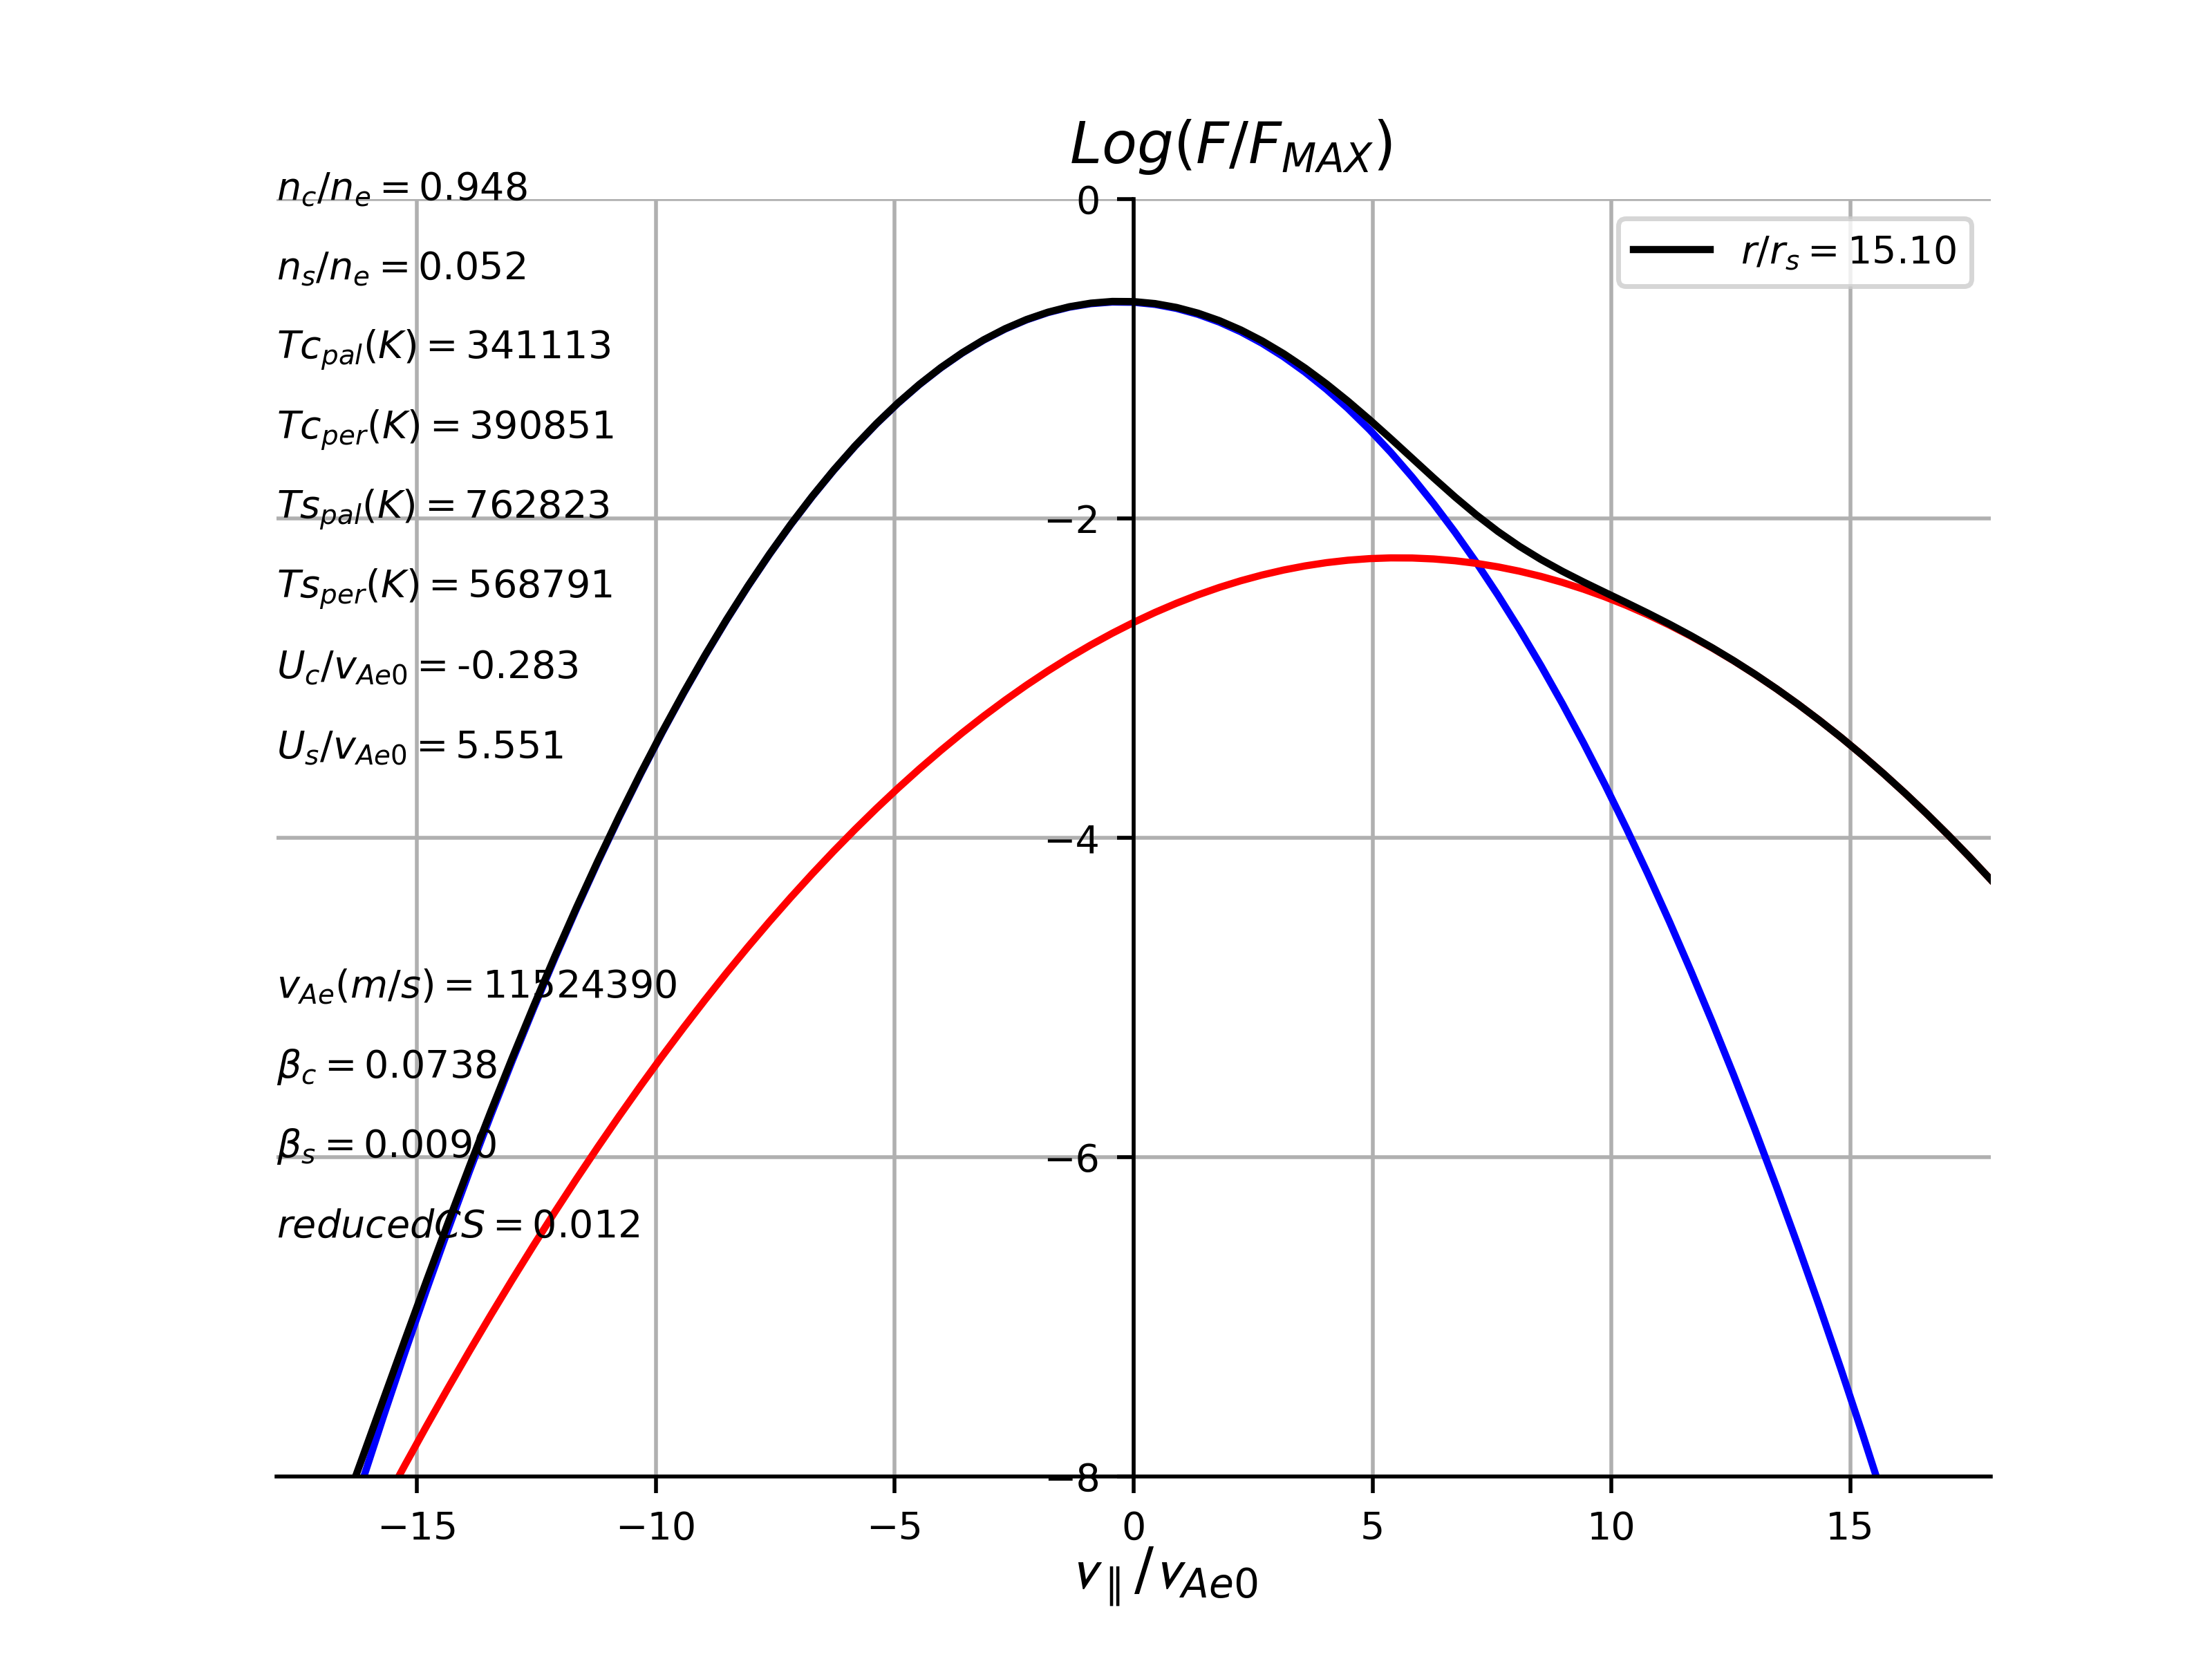 Log(F/F_MAX)
n_c/n_e = 0.948
0
r/r_s = 15.10
n_s/n_e = 0.052
Tc_pal(K) = 341113
Tc_per(K) = 390851
Ts_pal(K) = 762823
−2
Ts_per(K) = 568791
U_c/v_Ae0 = -0.283
U_s/v_Ae0 = 5.551
−4
v_Ae(m/s) = 11524390
β_c = 0.0738
β_s = 0.0090
−6
reducedCS = 0.012
−8
−15 −10 −5 0 5 10 15
v_∥/v_Ae0